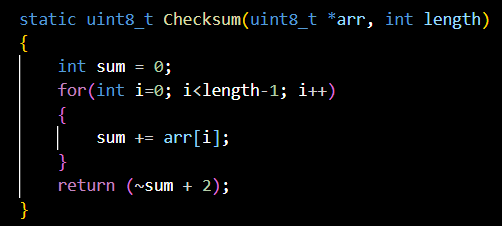 static uint8_t Checksum(uint8_t *arr, int length)
{
    int sum = 0;
    for(int i=0; i<length-1; i++)
    {
        sum += arr[i];
    }
    return (~sum + 2);
}